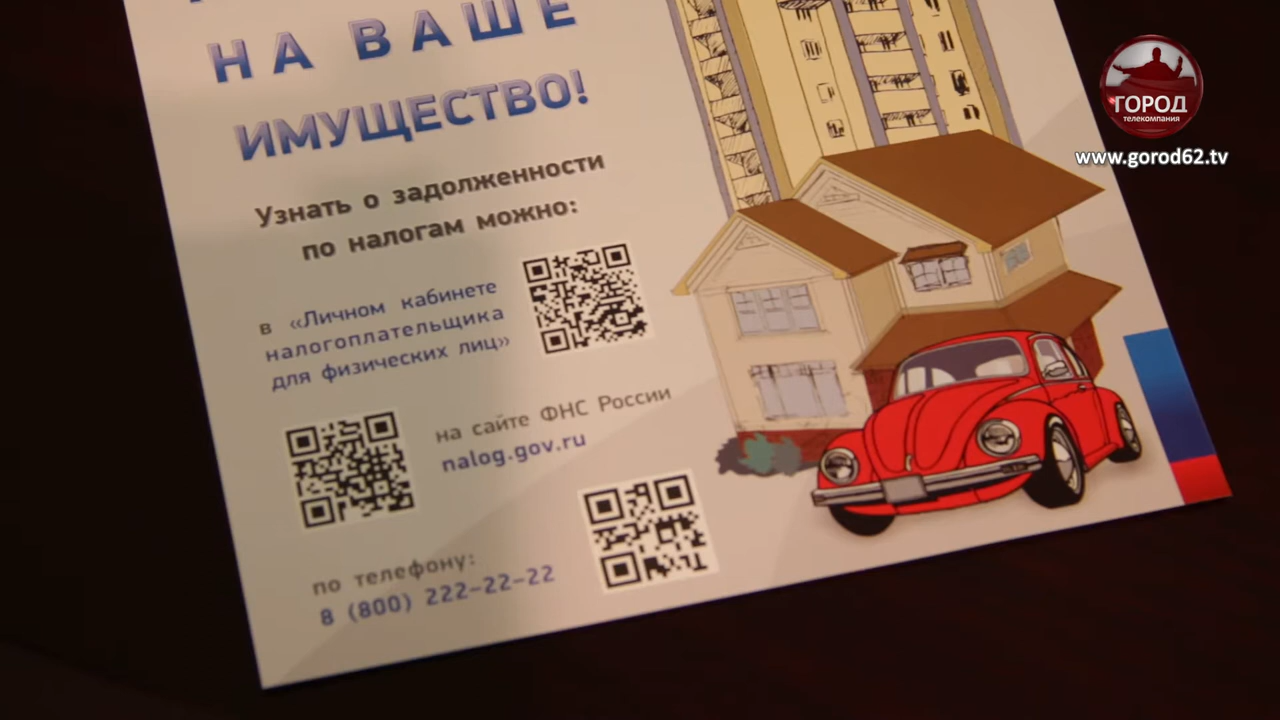 НА ВАШЕ
ИМУЩЕСТВО!
Узнать о задолженности
по налогам можно:
в «Личном кабинете
налогоплательщика
для физических лиц»
на сайте ФНС России
nalog.gov.ru
по телефону:
8 (800) 222-22-22
ГОРОД
телекомпания
www.gorod62.tv